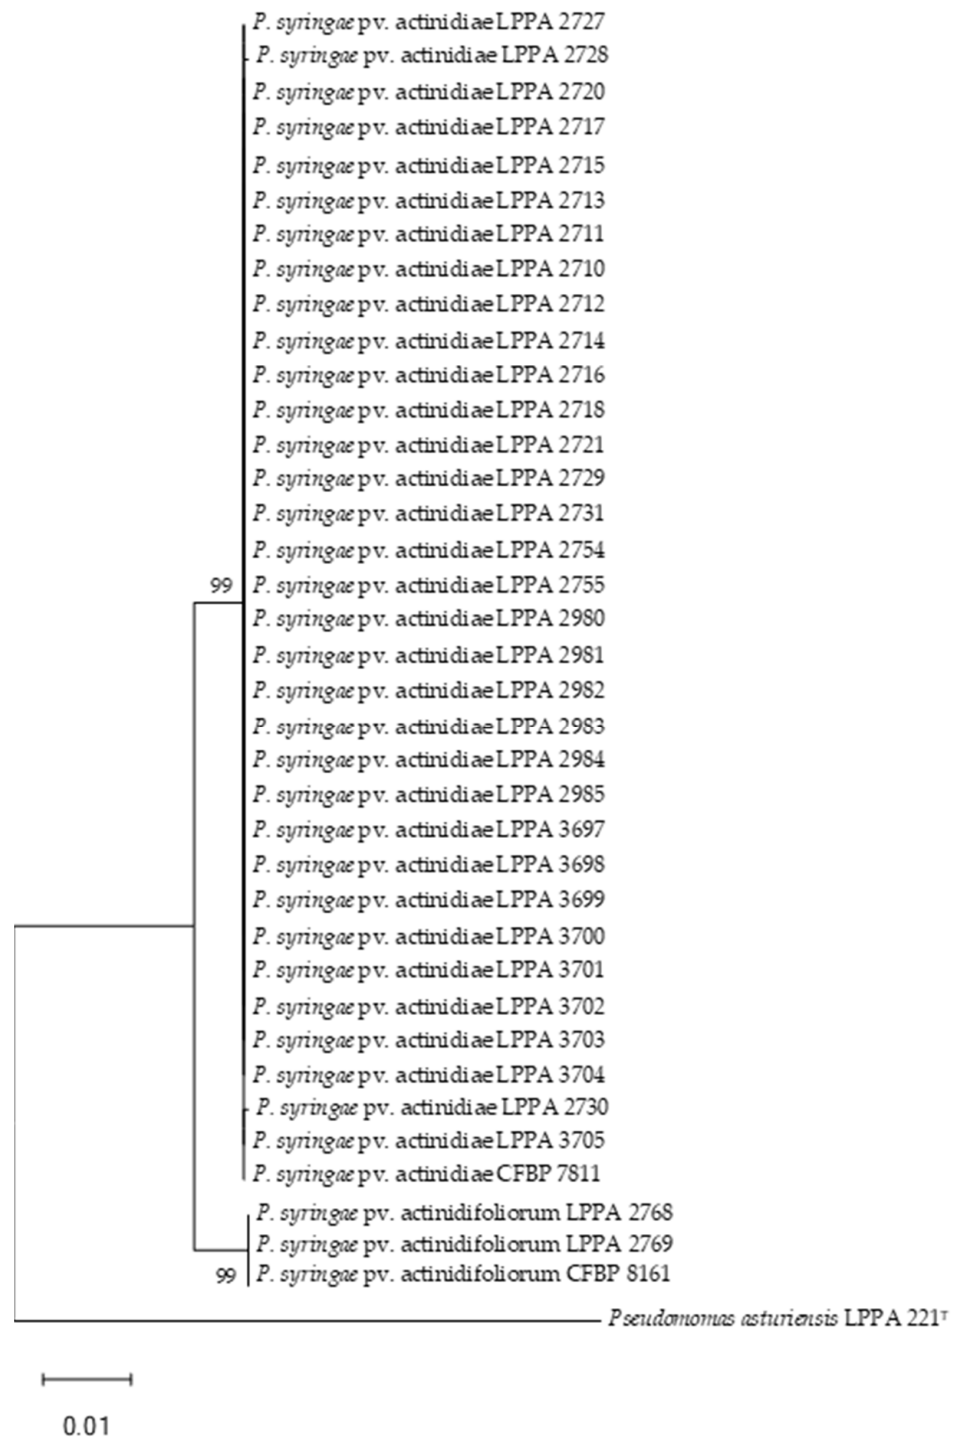 P. syringae pv. actinidiae LPPA 2727
P. syringae pv. actinidiae LPPA 2728
P. syringae pv. actinidiae LPPA 2720
P. syringae pv. actinidiae LPPA 2717
P. syringae pv. actinidiae LPPA 2715
P. syringae pv. actinidiae LPPA 2713
P. syringae pv. actinidiae LPPA 2711
P. syringae pv. actinidiae LPPA 2710
P. syringae pv. actinidiae LPPA 2712
P. syringae pv. actinidiae LPPA 2714
P. syringae pv. actinidiae LPPA 2716
P. syringae pv. actinidiae LPPA 2718
P. syringae pv. actinidiae LPPA 2721
P. syringae pv. actinidiae LPPA 2729
P. syringae pv. actinidiae LPPA 2731
P. syringae pv. actinidiae LPPA 2754
99
P. syringae pv. actinidiae LPPA 2755
P. syringae pv. actinidiae LPPA 2980
P. syringae pv. actinidiae LPPA 2981
P. syringae pv. actinidiae LPPA 2982
P. syringae pv. actinidiae LPPA 2983
P. syringae pv. actinidiae LPPA 2984
P. syringae pv. actinidiae LPPA 2985
P. syringae pv. actinidiae LPPA 3697
P. syringae pv. actinidiae LPPA 3698
P. syringae pv. actinidiae LPPA 3699
P. syringae pv. actinidiae LPPA 3700
P. syringae pv. actinidiae LPPA 3701
P. syringae pv. actinidiae LPPA 3702
P. syringae pv. actinidiae LPPA 3703
P. syringae pv. actinidiae LPPA 3704
P. syringae pv. actinidiae LPPA 2730
P. syringae pv. actinidiae LPPA 3705
P. syringae pv. actinidiae CFBP 7811
P. syringae pv. actinidifoliorum LPPA 2768
P. syringae pv. actinidifoliorum LPPA 2769
99
P. syringae pv. actinidifoliorum CFBP 8161
Pseudomomas asturiensis LPPA 221ᵀ
0.01